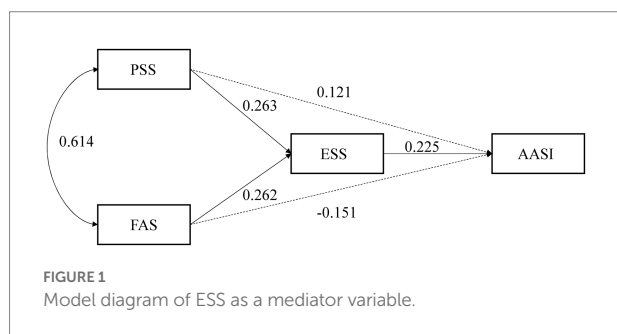 PSS
0.121
0.263
0.614
ESS
0.225
AASI
0.262
FAS
-0.151
FIGURE 1
Model diagram of ESS as a mediator variable.